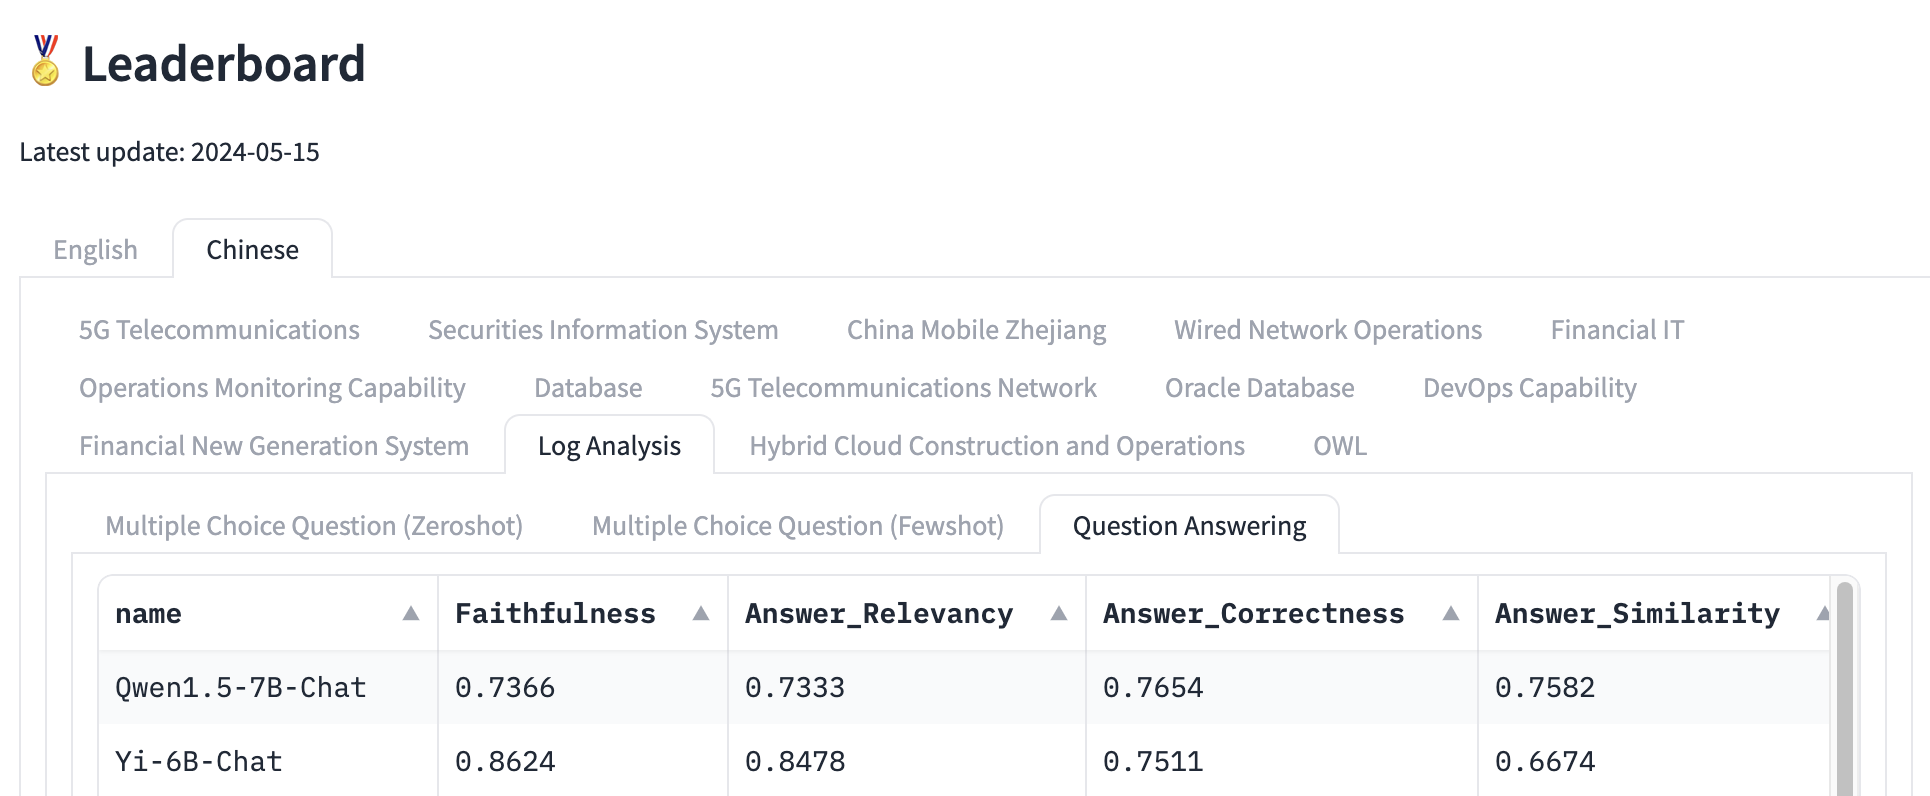 Leaderboard
Latest update: 2024-05-15
English Chinese
5G Telecommunications Securities Information System China Mobile Zhejiang Wired Network Operations Financial IT
Operations Monitoring Capability Database 5G Telecommunications Network Oracle Database DevOps Capability
Financial New Generation System Log Analysis Hybrid Cloud Construction and Operations OWL
Multiple Choice Question (Zeroshot) Multiple Choice Question (Fewshot) Question Answering
name Faithfulness Answer_Relevancy Answer_Correctness Answer_Similarity
Qwen1.5-7B-Chat 0.7366 0.7333 0.7654 0.7582
Yi-6B-Chat 0.8624 0.8478 0.7511 0.6674